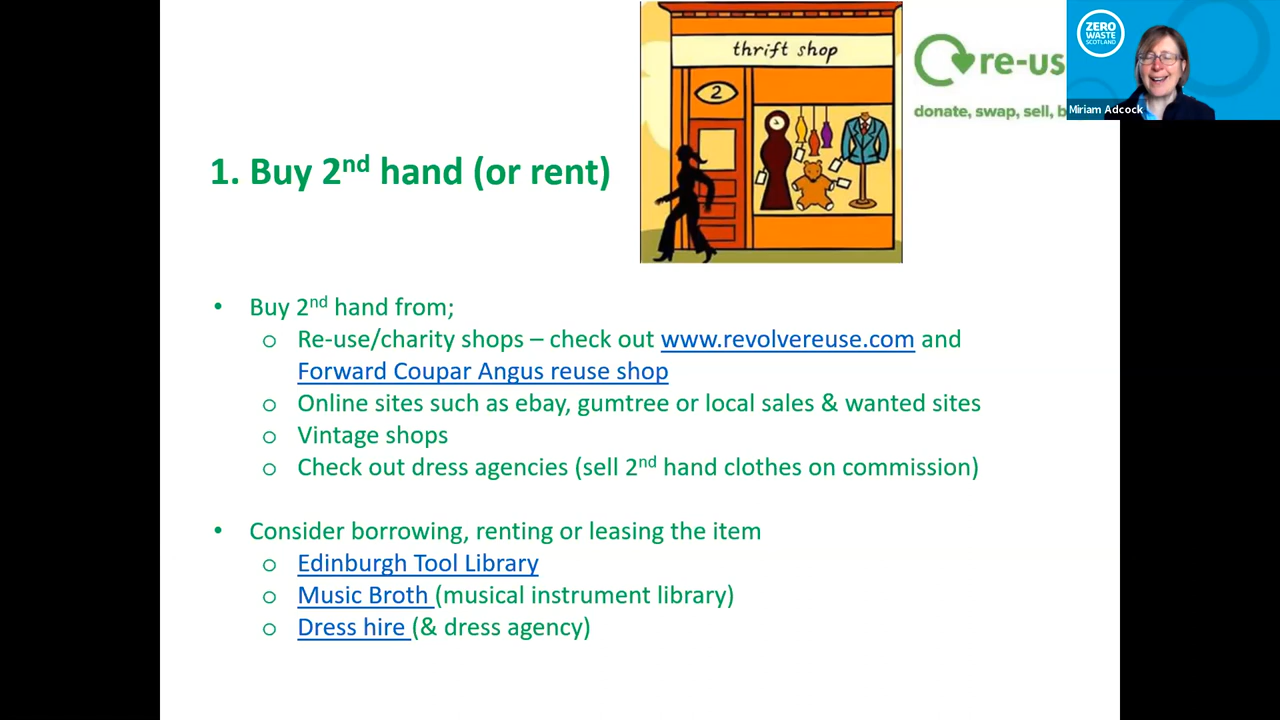 thrift shop
2
re-us
donate, swap, sell, b
ZERO
WASTE
SCOTLAND
Miriam Adcock
1. Buy 2nd hand (or rent)
• Buy 2nd hand from;
o Re-use/charity shops – check out www.revolvereuse.com and
Forward Coupar Angus reuse shop
o Online sites such as ebay, gumtree or local sales & wanted sites
o Vintage shops
o Check out dress agencies (sell 2nd hand clothes on commission)
• Consider borrowing, renting or leasing the item
o Edinburgh Tool Library
o Music Broth (musical instrument library)
o Dress hire (& dress agency)